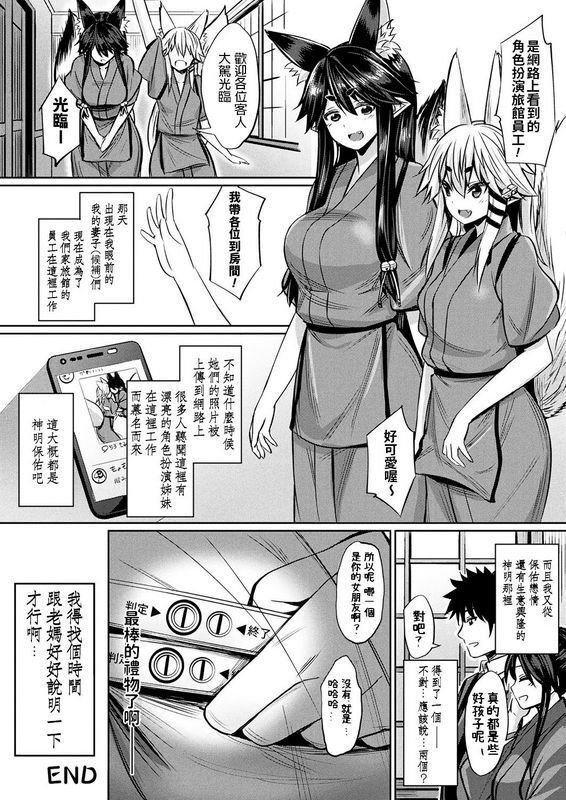 是網路上看到的
角色扮演旅館員工！
歡迎各位客人
大駕光臨
光臨ー
我帶各位到房間！
那天
出現在我眼前的
我的妻子(候補)們
現在成為了
我們家旅館的
員工在這裡工作
不知道什麼時候
她們的照片被
上傳到網路上
很多人聽聞這裡有
漂亮的角色扮演姊妹
在這裡工作
而慕名而來
這大概都是
神明保佑吧
好可愛喔～
而且我又從
保佑戀情
還有生意興隆的
神明那裡
真的都是些
好孩子呢～
對吧？
得到了一個──
不對…應該說…兩個？
所以呢 哪一個
是你的女朋友啊？
沒有 就是…
哈哈哈…
判定
終了
判定
最棒的禮物了啊──
我得找個時間
跟老媽好好說明一下
才行啊…
END